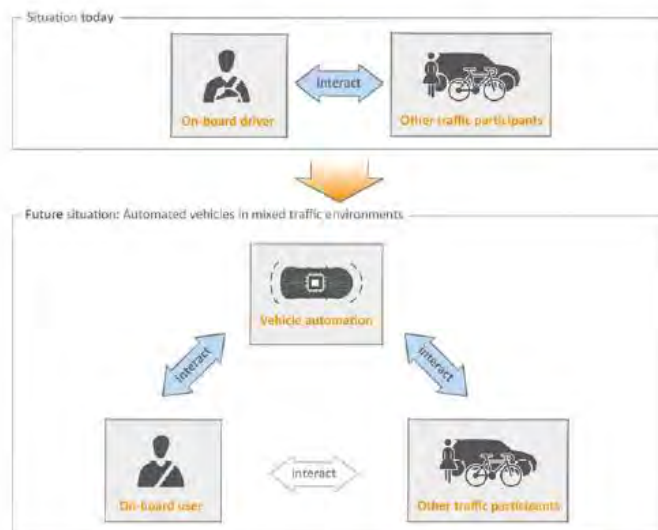 Situation today
interact
On-board driver
Other traffic participants
Future situation: Automated vehicles in mixed traffic environments
Vehicle automation
interact
interact
interact
On-board user
Other traffic participants